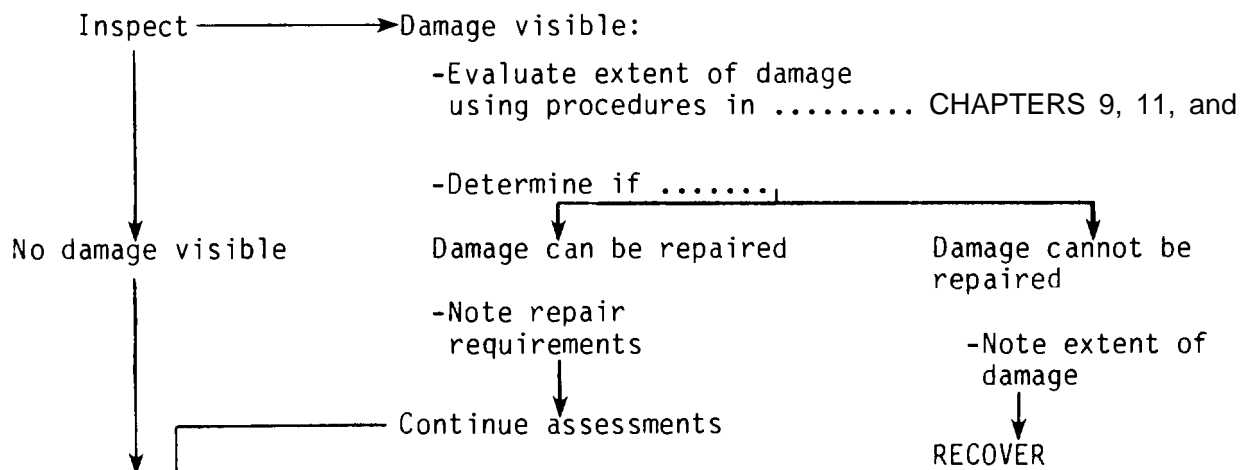 Inspect Damage visible:
-Evaluate extent of damage
using procedures in ......... CHAPTERS 9, 11, and
-Determine if .......
No damage visible Damage can be repaired Damage cannot be
repaired
-Note repair
requirements -Note extent of
damage
Continue assessments
RECOVER